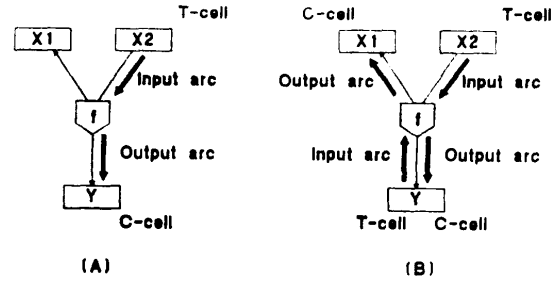 T-cell
X1 X2
Input arc
f
Output arc
Y
C-cell
(A)
C-cell T-cell
X1 X2
Output arc Input arc
f
Input arc Output arc
Y
T-cell C-cell
(B)